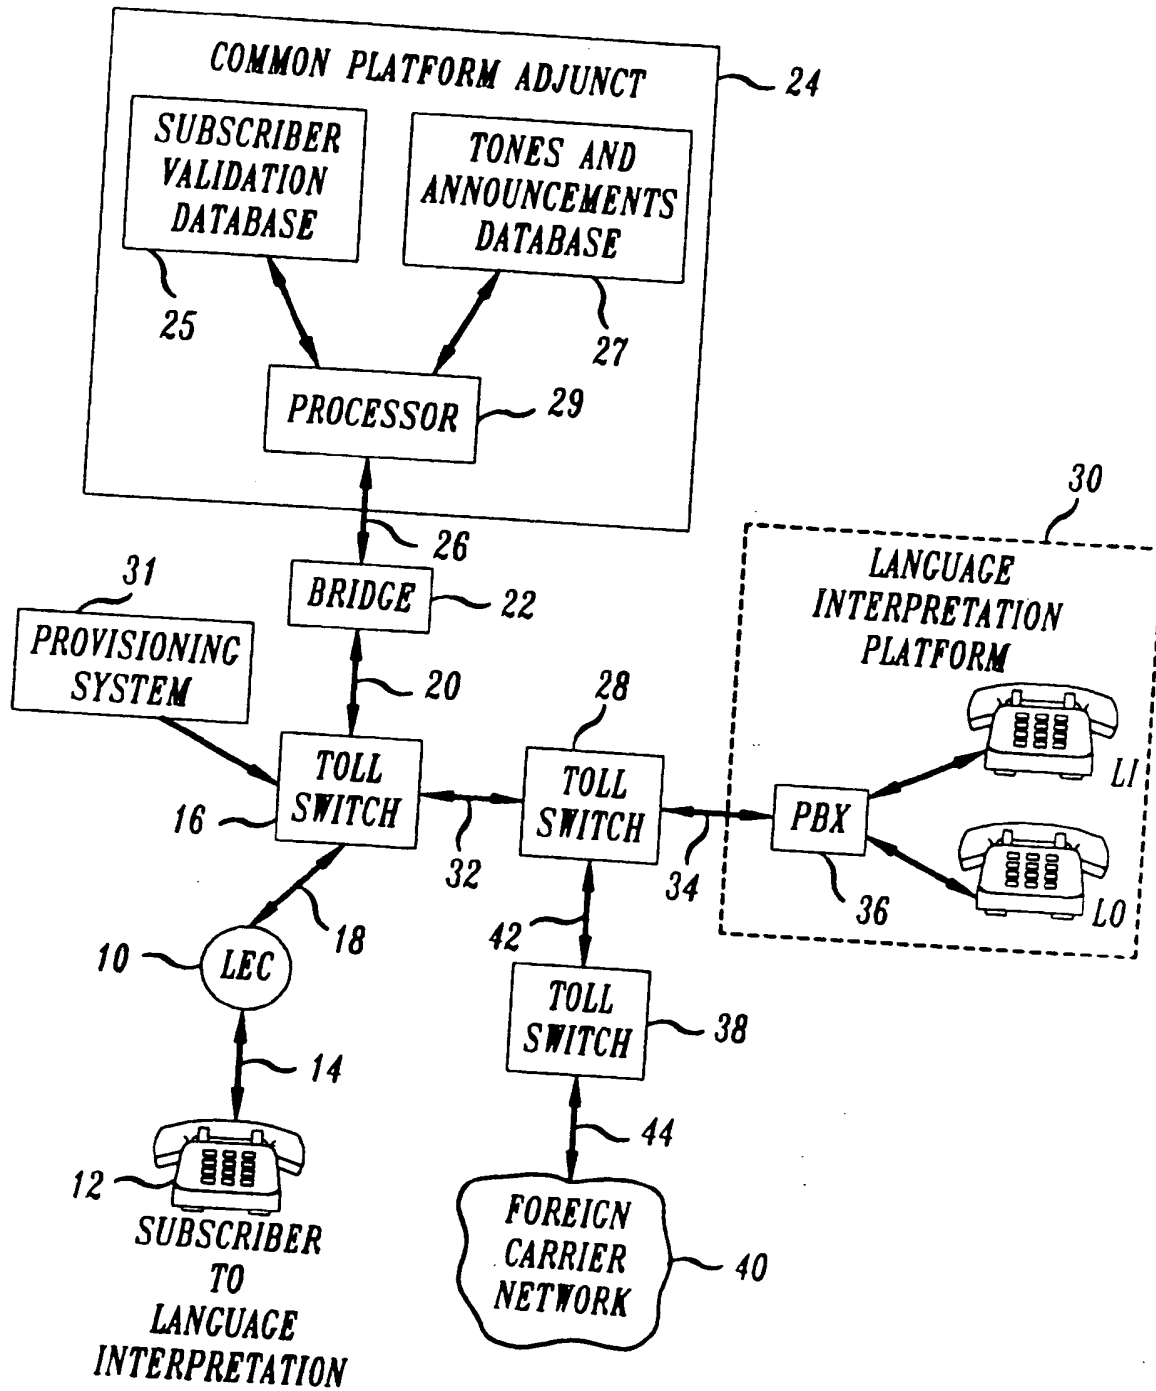 COMMON PLATFORM ADJUNCT
24
SUBSCRIBER
VALIDATION
DATABASE
TONES AND
ANNOUNCEMENTS
DATABASE
25
27
PROCESSOR
29
26
30
31
BRIDGE
22
LANGUAGE
INTERPRETATION
PLATFORM
PROVISIONING
SYSTEM
20
28
TOLL
SWITCH
16
TOLL
SWITCH
PBX
LI
32
34
36
LO
18
42
10
LEC
TOLL
SWITCH
38
14
44
12
SUBSCRIBER
TO
LANGUAGE
INTERPRETATION
FOREIGN
CARRIER
NETWORK
40